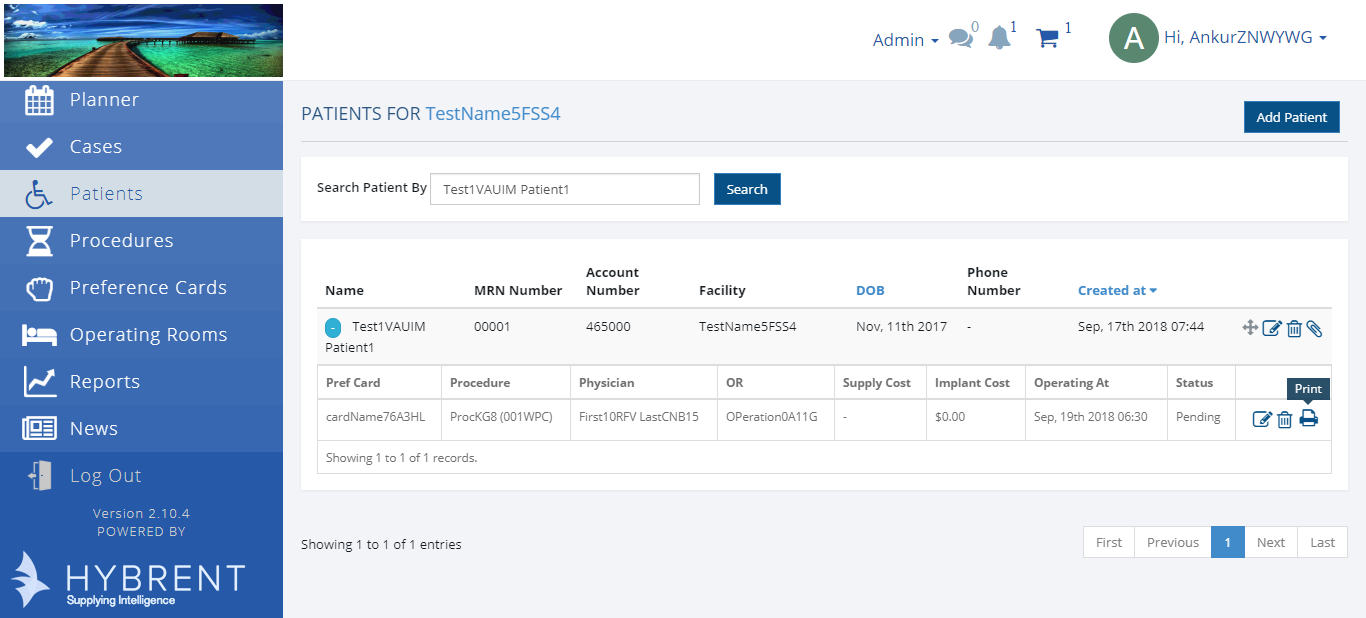 Admin 0 1 1 A Hi, AnkurZNWYWG
Planner
Cases
Patients
Procedures
Preference Cards
Operating Rooms
Reports
News
Log Out
Version 2.10.4
POWERED BY
HYBRENT
Supplying Intelligence
PATIENTS FOR TestName5FSS4
Add Patient
Search Patient By Test1VAUIM Patient1 Search
Name MRN Number Account Number Facility DOB Phone Number Created at
- Test1VAUIM Patient1 00001 465000 TestName5FSS4 Nov, 11th 2017 - Sep, 17th 2018 07:44
Pref Card Procedure Physician OR Supply Cost Implant Cost Operating At Status
Print
cardName76A3HL ProcKG8 (001WPC) First10RFV LastCNB15 OPeration0A11G - $0.00 Sep, 19th 2018 06:30 Pending
Showing 1 to 1 of 1 records.
Showing 1 to 1 of 1 entries
First Previous 1 Next Last